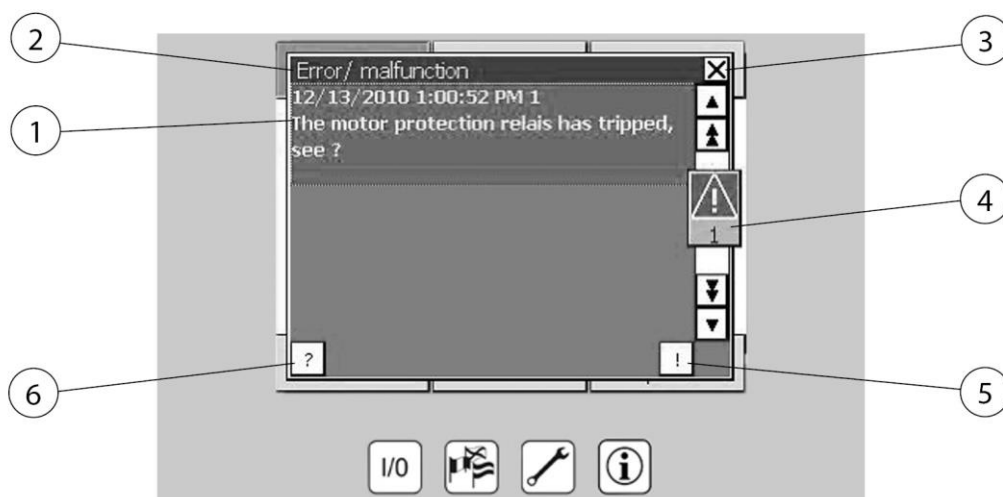 2
3
Error/ malfunction
12/13/2010 1:00:52 PM 1
1
The motor protection relais has tripped,
see ?
4
1
?
!
6
5
I/0